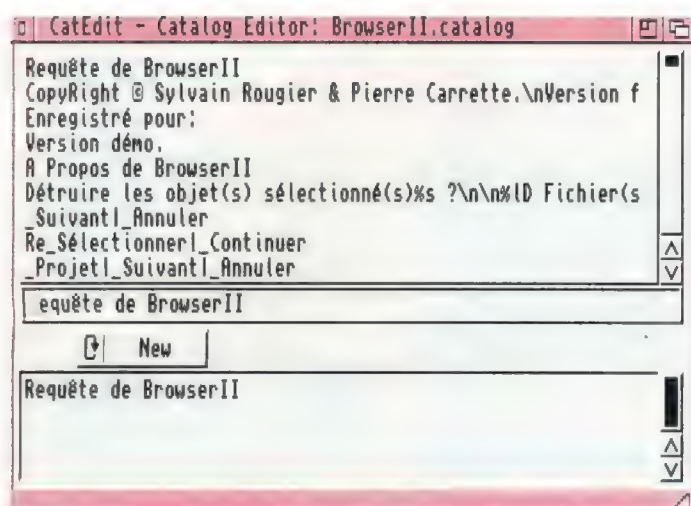 CatEdit - Catalog Editor: BrowserII.catalog
Requête de BrowserII
CopyRight © Sylvain Rougier & Pierre Carrette.\nVersion f
Enregistré pour:
Version démo.
A Propos de BrowserII
Détruire les objet(s) sélectionné(s)%s ?\n\n%lD Fichier(s
_Suivant|_Annuler
Re_Sélectionner|_Continuer
_Projet|_Suivant|_Annuler
equête de BrowserII
New
Requête de BrowserII